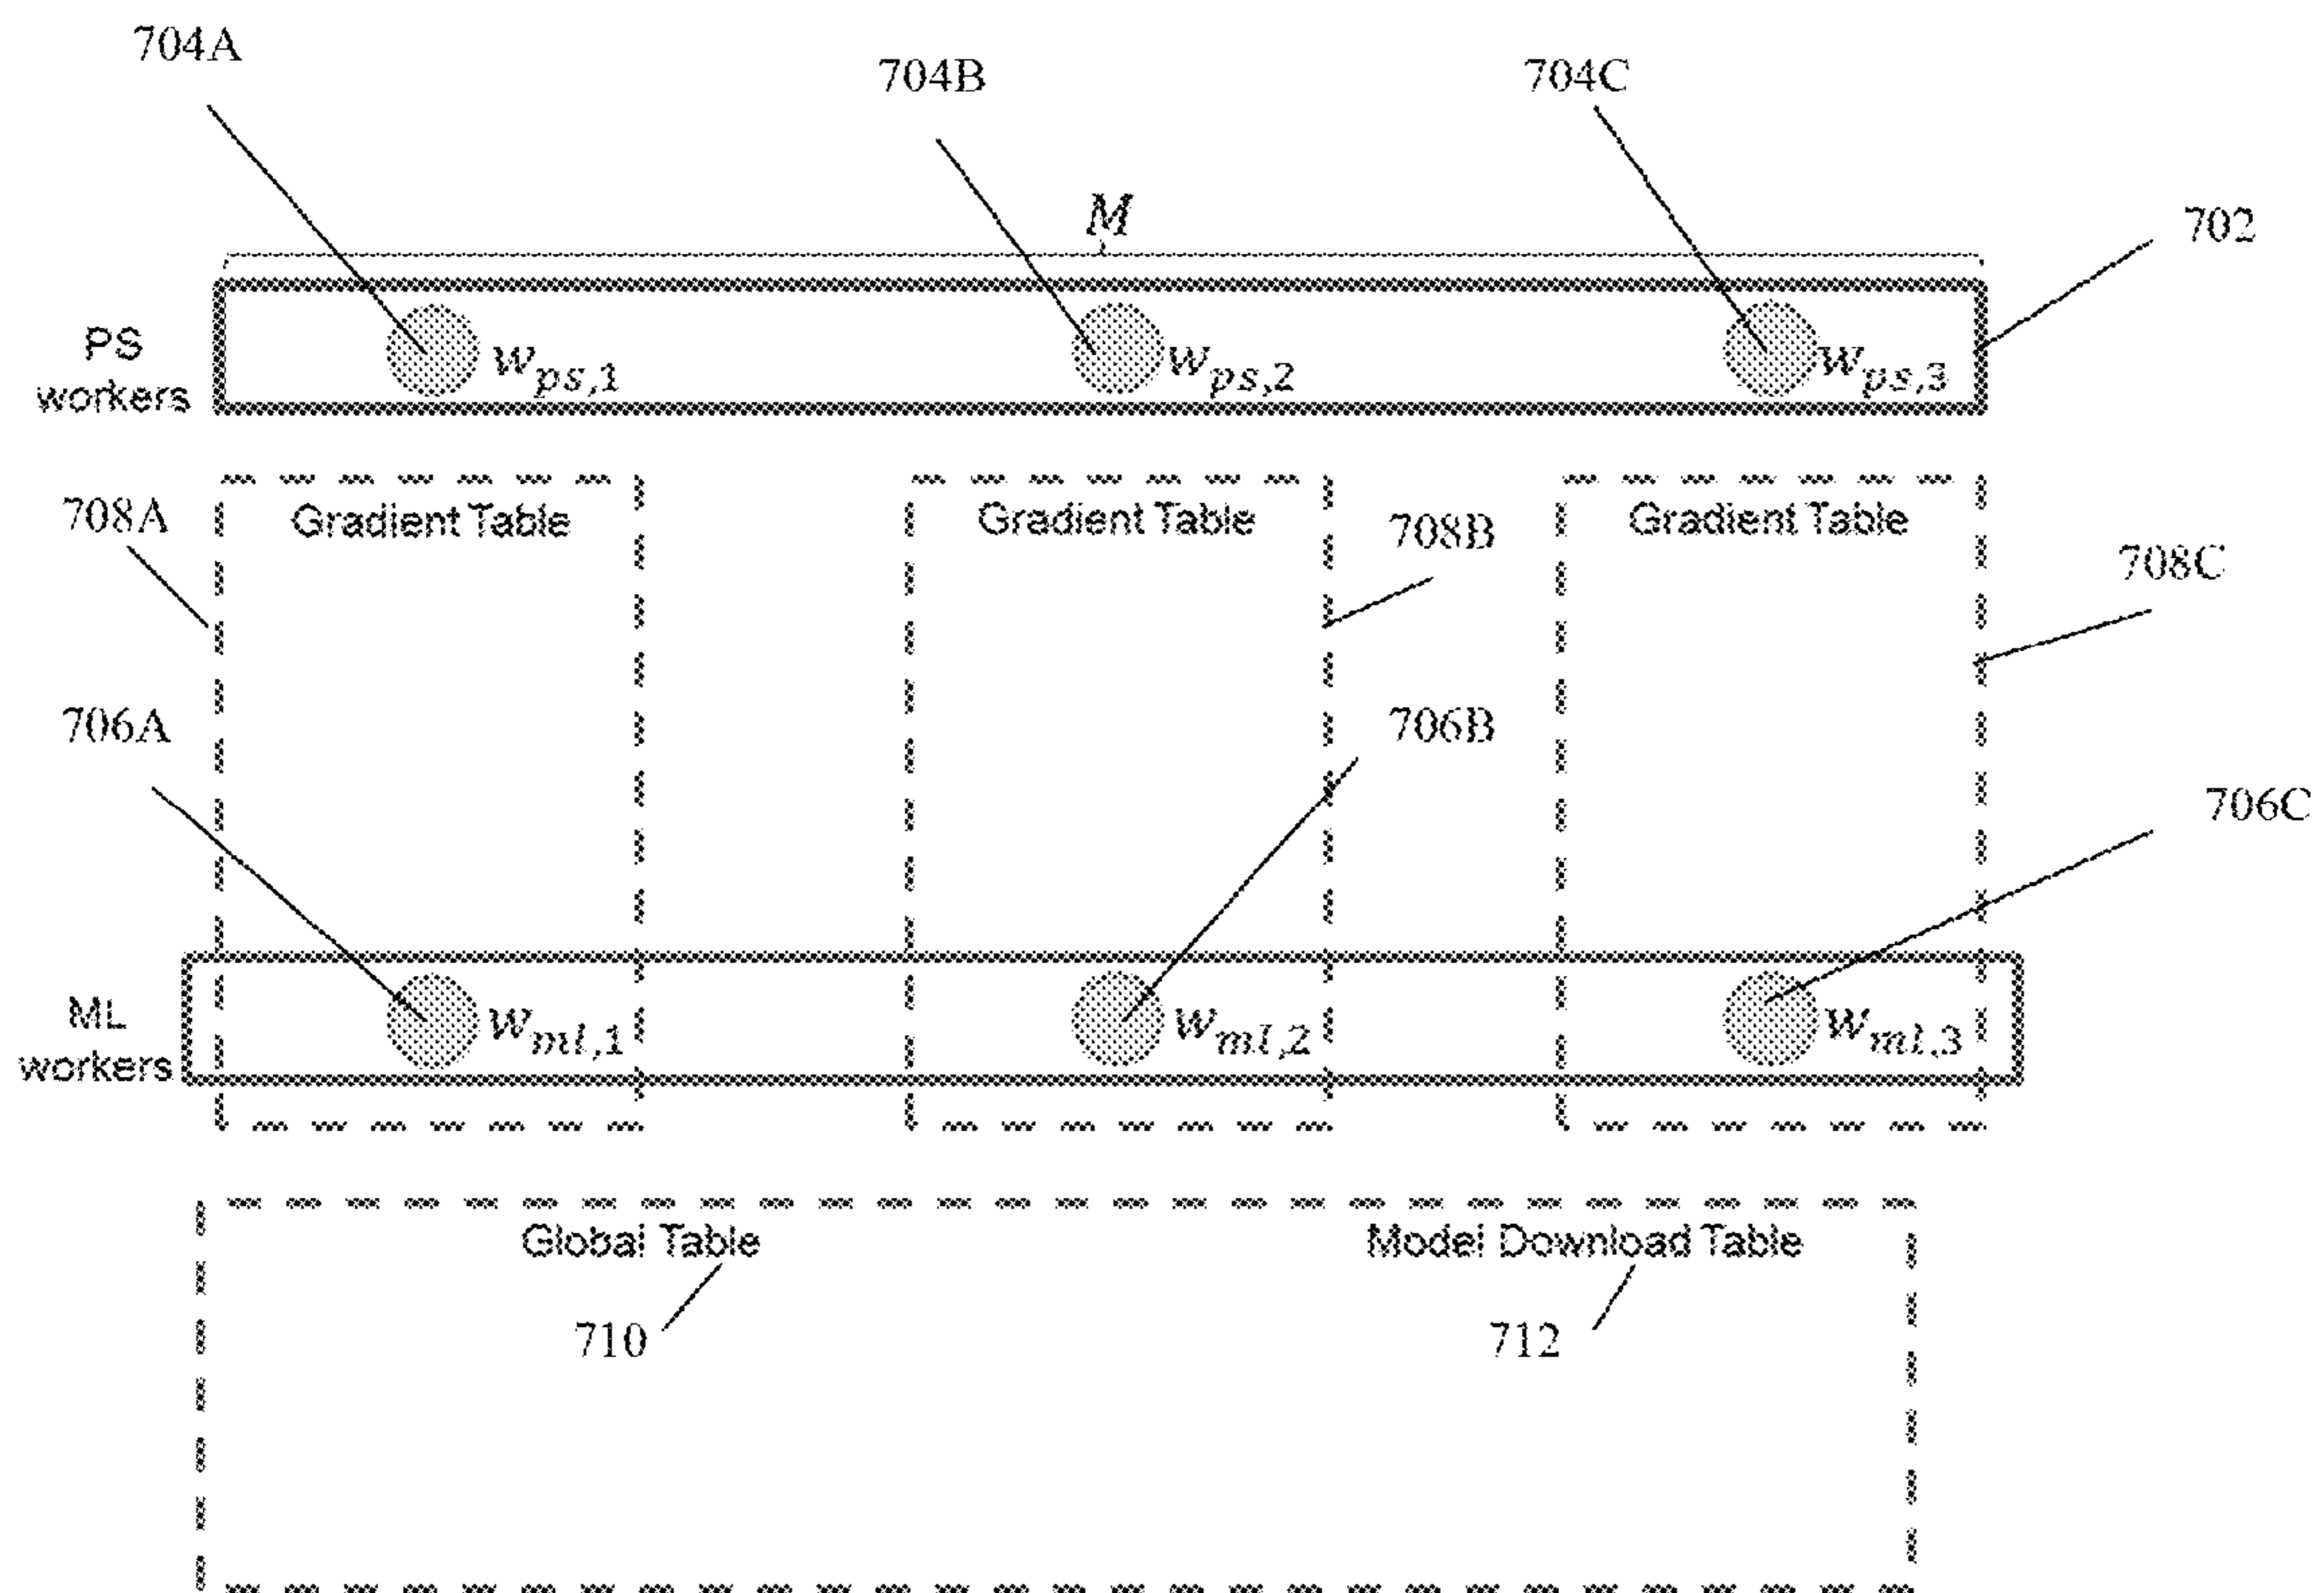 704A
704B
704C
M
702
PS
workers
w_{ps,1}
w_{ps,2}
w_{ps,3}
708A
Gradient Table
Gradient Table
708B
Gradient Table
708C
706A
706B
706C
ML
workers
w_{ml,1}
w_{ml,2}
w_{ml,3}
Global Table
Model Download Table
710
712